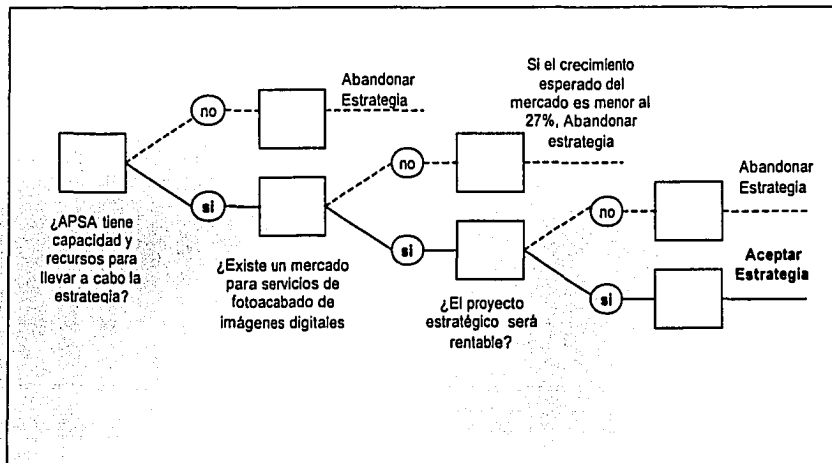 Abandonar
Estrategia
no
si
¿APSA tiene
capacidad y
recursos para
llevar a cabo la
estrategia?
Si el crecimiento
esperado del
mercado es menor al
27%, Abandonar
estrategia
no
si
¿Existe un mercado
para servicios de
fotoacabado de
imágenes digitales
Abandonar
Estrategia
no
si
Aceptar
Estrategia
¿El proyecto
estratégico será
rentable?